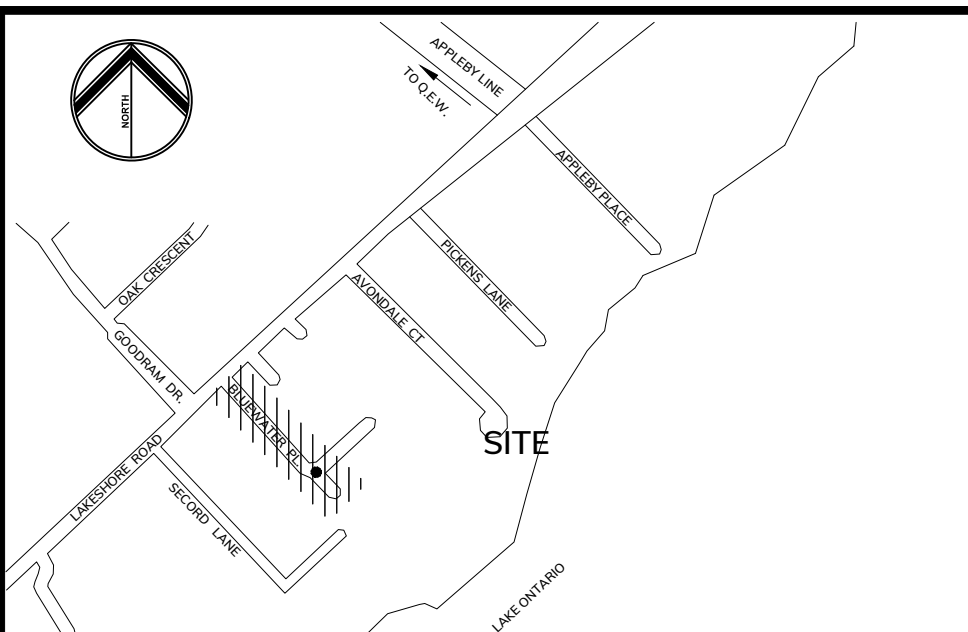 APPLEBY LINE
TO Q.E.W.
NORTH
APPLEBY PLACE
OAK CRESCENT
PICKENS LANE
AVONDALE CT
GOODRAM DR.
BLUEWATER PL.
SITE
LAKESHORE ROAD
SECORD LANE
LAKE ONTARIO